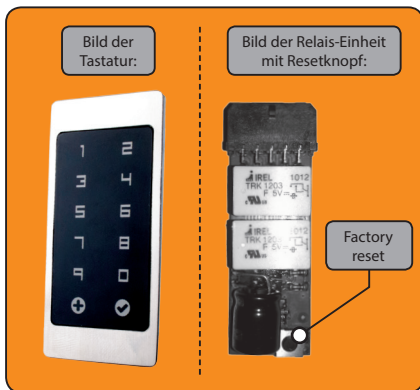 Bild der
Tastatur:
Bild der Relais-Einheit
mit Resetknopf:
1 2
3 4
5 6
7 8
9 0
IREL 1012
TRK 1203
P 5V
IREL 1012
TRK 1203
P 5V
Factory
reset